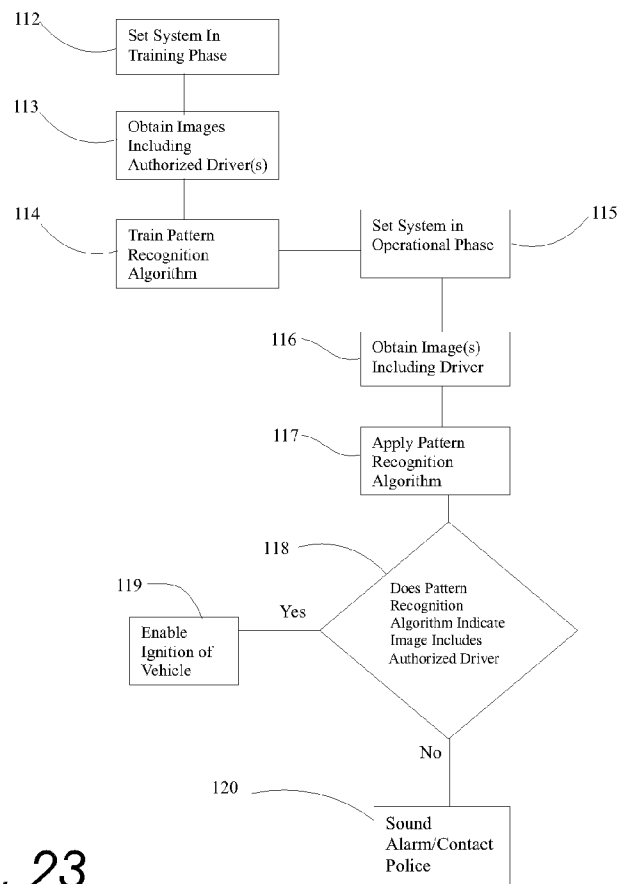 112
Set System In
Training Phase
113
Obtain Images
Including
Authorized Driver(s)
114
Train Pattern
Recognition
Algorithm
115
Set System in
Operational Phase
116
Obtain Image(s)
Including Driver
117
Apply Pattern
Recognition
Algorithm
118
Does Pattern
Recognition
Algorithm Indicate
Image Includes
Authorized Driver
119
Yes
Enable
Ignition of
Vehicle
No
120
Sound
Alarm/Contact
Police
. 23